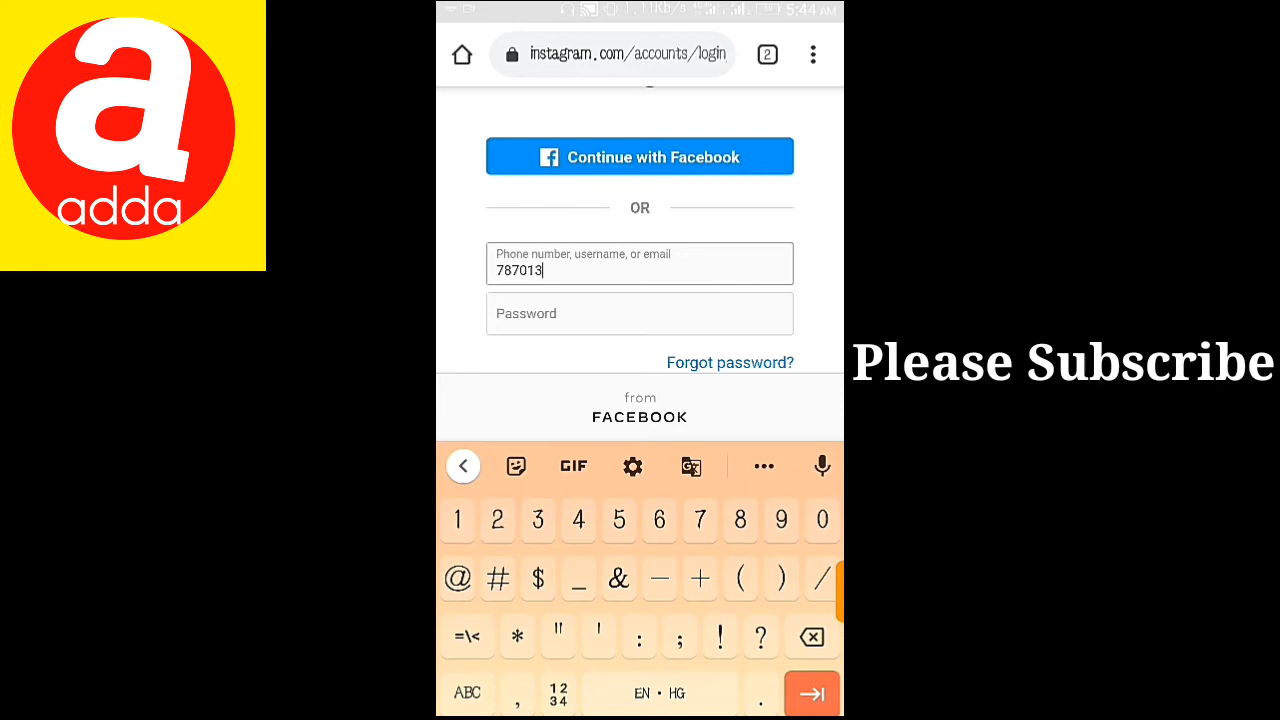 a
adda
1.11Kb/s 5:44 AM
instagram.com/accounts/login
2
Continue with Facebook
OR
Phone number, username, or email
787013
Password
Forgot password?
from
FACEBOOK
Please Subscribe
GIF
1 2 3 4 5 6 7 8 9 0
@ # $ _ & — + ( ) /
=\< * " ' : ; ! ?
ABC , 12 34 EN • HG .